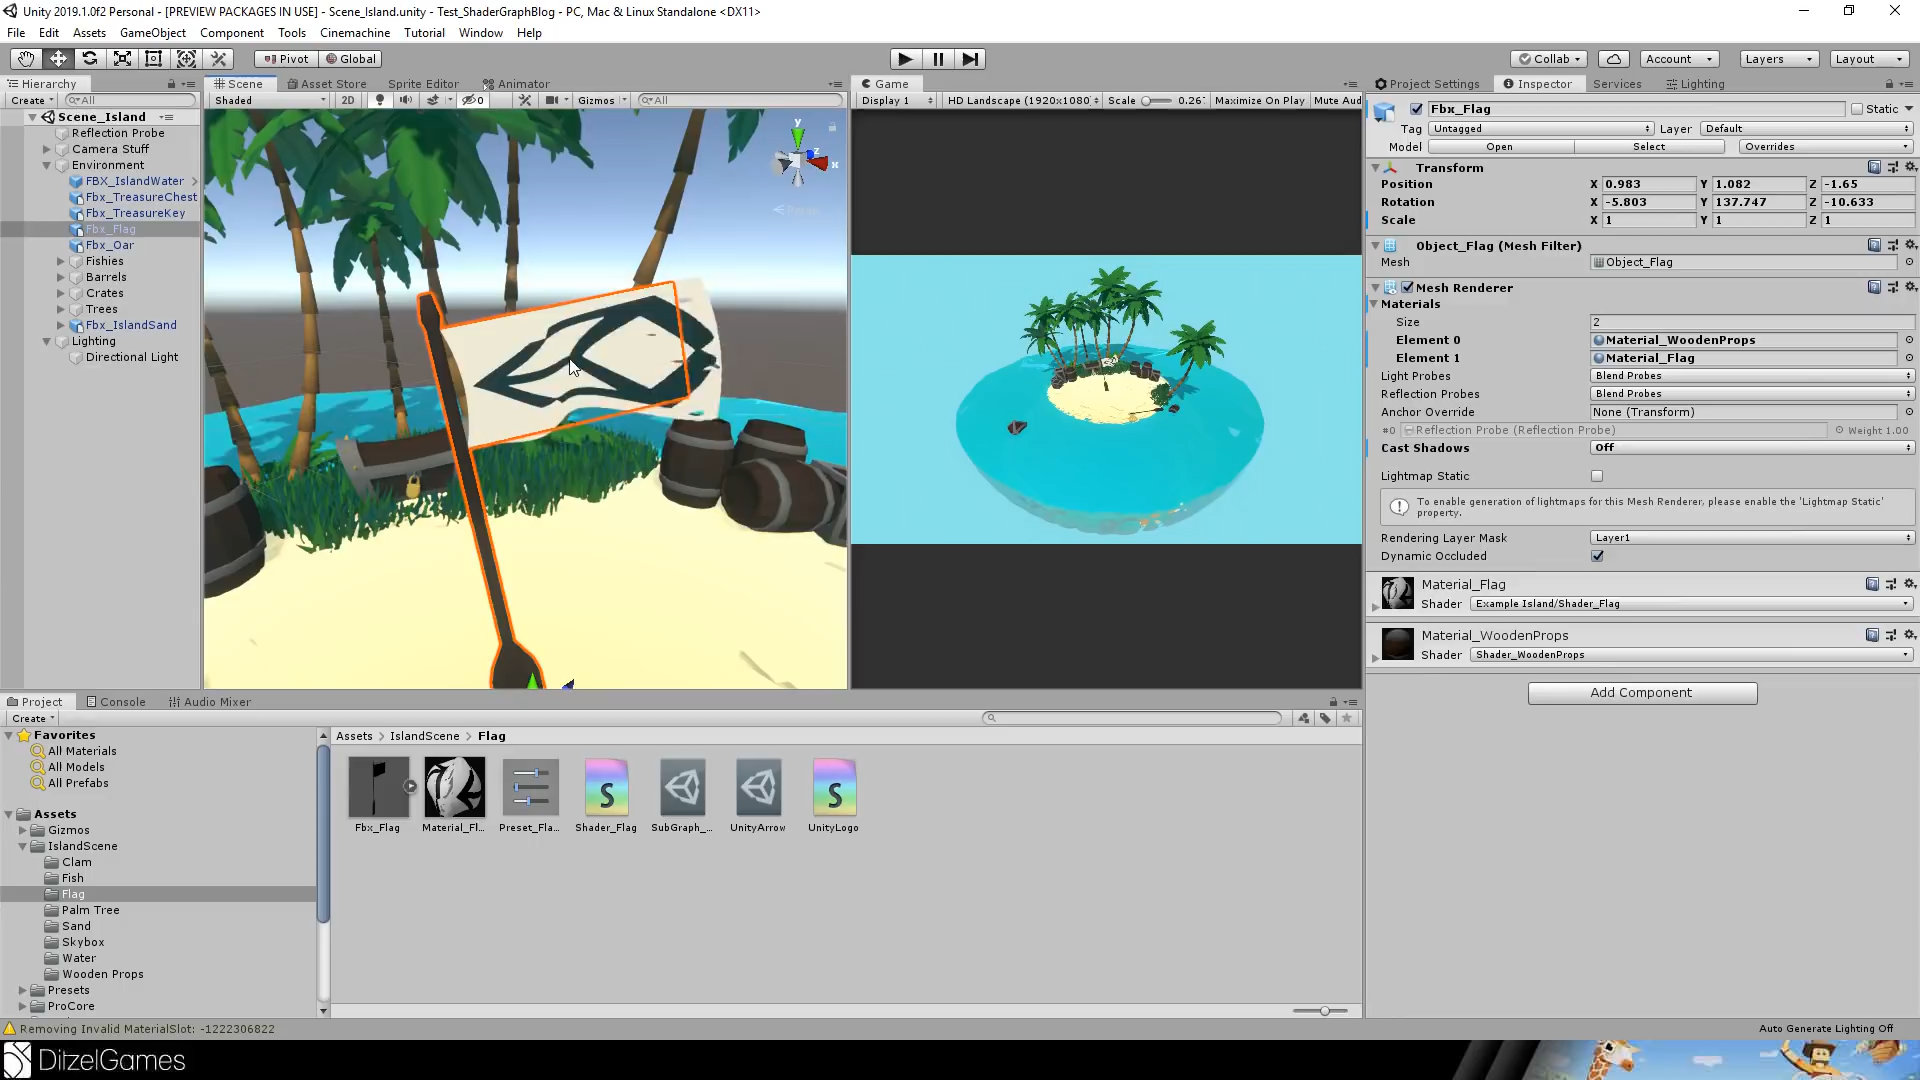 Unity 2019.1.0f2 Personal - [PREVIEW PACKAGES IN USE] - Scene_Island.unity - Test_ShaderGraphBlog - PC, Mac & Linux Standalone <DX11>
File Edit Assets GameObject Component Tools Cinemachine Tutorial Window Help
Pivot Global Collab Account Layers Layout
Hierarchy Scene Asset Store Sprite Editor Animator Game Project Settings Inspector Services Lighting
Create All Shaded 2D 0 Gizmos All Display 1 HD Landscape (1920x1080) Scale 0.26 Maximize On Play Mute Aud
Scene_Island
Reflection Probe
Camera Stuff
Environment
FBX_IslandWater
Fbx_TreasureChest
Fbx_TreasureKey
Fbx_Flag
Fbx_Oar
Fishies
Barrels
Crates
Trees
Fbx_IslandSand
Lighting
Directional Light
y
z
x
Fbx_Flag Static
Tag Untagged Layer Default
Model Open Select Overrides
Transform
Position X 0.983 Y 1.082 Z -1.65
Rotation X -5.803 Y 137.747 Z -10.633
Scale X 1 Y 1 Z 1
Object_Flag (Mesh Filter)
Mesh Object_Flag
Mesh Renderer
Materials
Size 2
Element 0 Material_WoodenProps
Element 1 Material_Flag
Light Probes Blend Probes
Reflection Probes Blend Probes
Anchor Override None (Transform)
#0 Reflection Probe (Reflection Probe) Weight 1.00
Cast Shadows Off
Lightmap Static
To enable generation of lightmaps for this Mesh Renderer, please enable the 'Lightmap Static'
property.
Rendering Layer Mask Layer1
Dynamic Occluded
Material_Flag
Shader Example Island/Shader_Flag
Material_WoodenProps
Shader Shader_WoodenProps
Add Component
Project Console Audio Mixer
Create
Favorites
All Materials
All Models
All Prefabs
Assets
Gizmos
IslandScene
Clam
Fish
Flag
Palm Tree
Sand
Skybox
Water
Wooden Props
Presets
ProCore
Assets > IslandScene > Flag
S S
Fbx_Flag Material_Fl... Preset_Fla... Shader_Flag SubGraph_... UnityArrow UnityLogo
Removing Invalid MaterialSlot: -1222306822
Auto Generate Lighting Off
DitzelGames